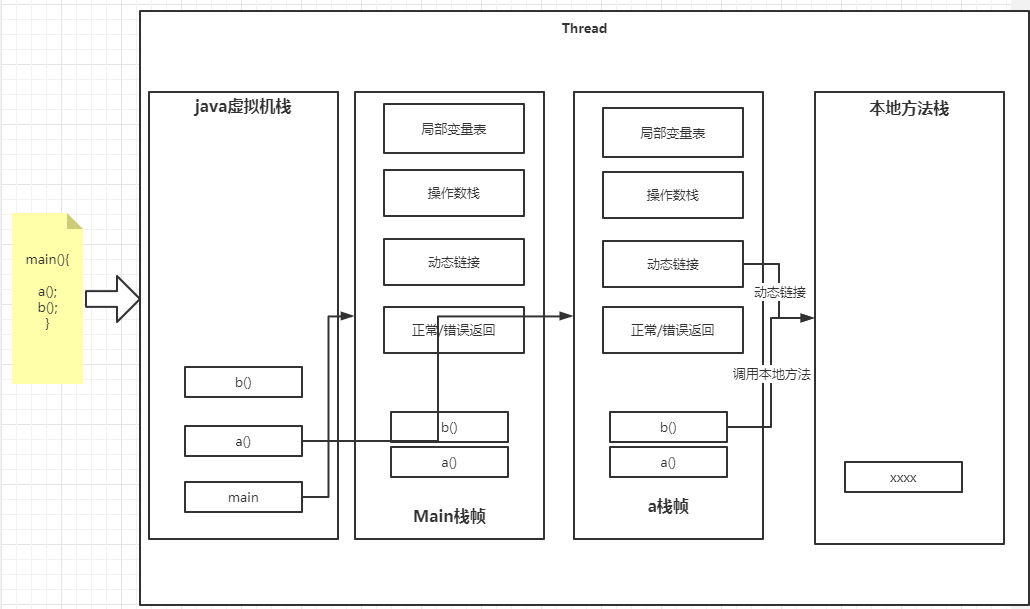 Thread
main(){
a();
b();
}
java虚拟机栈
b()
a()
main
局部变量表
操作数栈
动态链接
正常/错误返回
b()
a()
Main栈帧
局部变量表
操作数栈
动态链接
正常/错误返回
b()
a()
a栈帧
动态链接
调用本地方法
本地方法栈
xxxx